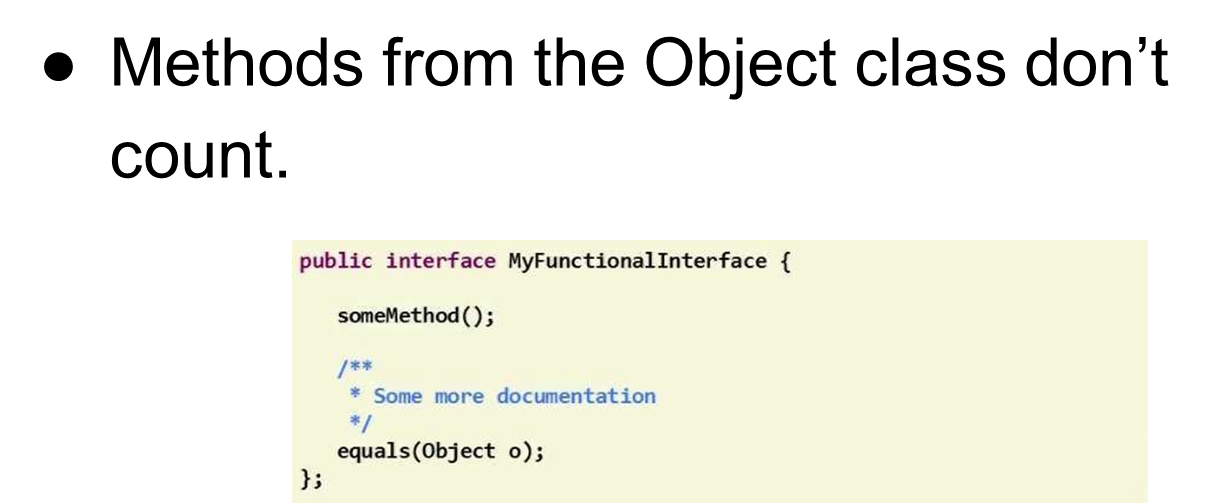 ● Methods from the Object class don’t
count.
public interface MyFunctionalInterface {
someMethod();
/**
* Some more documentation
*/
equals(Object o);
};